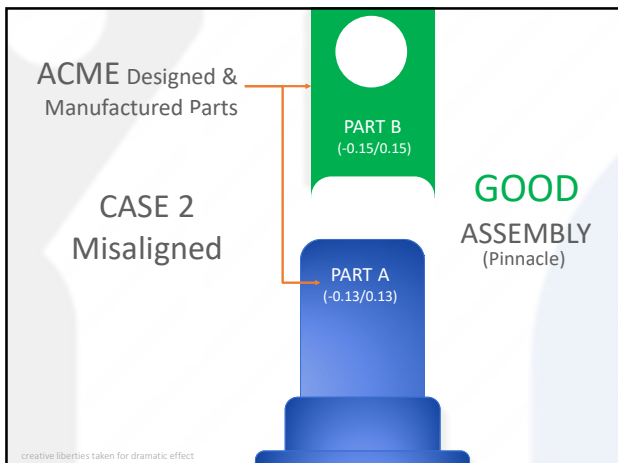 ACME Designed &
Manufactured Parts
PART B
(-0.15/0.15)
CASE 2
Misaligned
GOOD
ASSEMBLY
(Pinnacle)
PART A
(-0.13/0.13)
creative liberties taken for dramatic effect